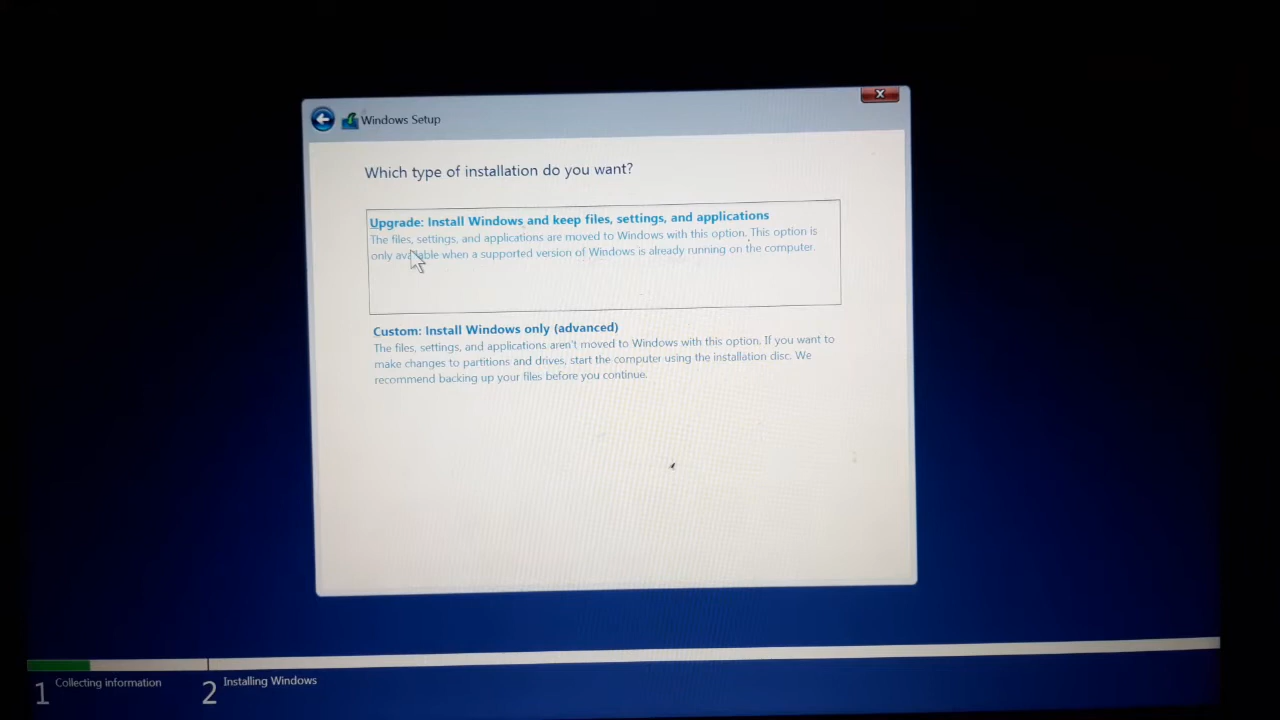 Windows Setup
Which type of installation do you want?
Upgrade: Install Windows and keep files, settings, and applications
The files, settings, and applications are moved to Windows with this option. This option is
only available when a supported version of Windows is already running on the computer.
Custom: Install Windows only (advanced)
The files, settings, and applications aren't moved to Windows with this option. If you want to
make changes to partitions and drives, start the computer using the installation disc. We
recommend backing up your files before you continue.
1 Collecting information
2 Installing Windows